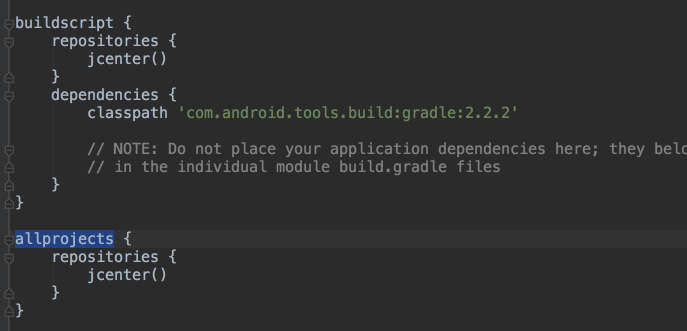 buildscript {
    repositories {
        jcenter()
    }
    dependencies {
        classpath 'com.android.tools.build:gradle:2.2.2'
        // NOTE: Do not place your application dependencies here; they belo
        // in the individual module build.gradle files
    }
}
allprojects {
    repositories {
        jcenter()
    }
}